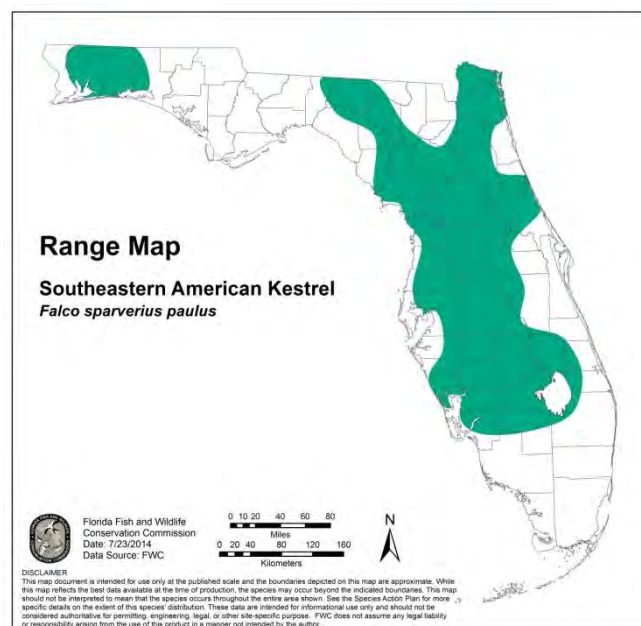 Range Map
Southeastern American Kestrel
Falco sparverius paulus
Florida Fish and Wildlife
Conservation Commission
Date: 7/23/2014
Data Source: FWC
0 10 20 40 60 80
Miles
0 20 40 80 120 160
Kilometers
N
DISCLAIMER
This map document is intended for use only at the published scale and the boundaries depicted on this map are approximate. While
this map reflects the best data available at the time of production, the species may occur beyond the indicated boundaries. This map
should not be interpreted to mean that the species occurs throughout the entire area shown. See the Species Action Plan for more
specific details on the extent of this species' distribution. These data are intended for informational use only and should not be
considered authoritative for permitting, engineering, legal, or other site-specific purpose. FWC does not assume any legal liability
or responsibility arising from the use of this product in a manner not intended by the author.